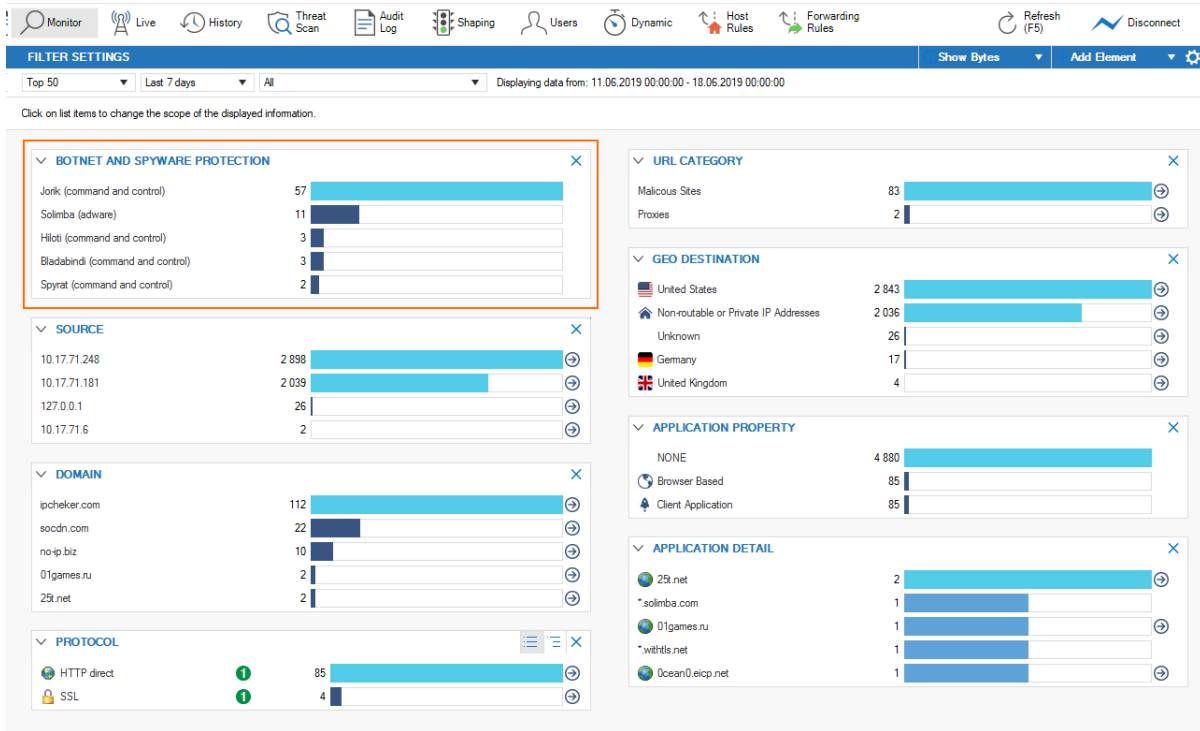 Monitor
Live
History
Threat Scan
Audit Log
Shaping
Users
Dynamic
Host Rules
Forwarding Rules
Refresh (F5)
Disconnect
FILTER SETTINGS
Show Bytes
Add Element
Top 50
Last 7 days
All
Displaying data from: 11.06.2019 00:00:00 - 18.06.2019 00:00:00
Click on list items to change the scope of the displayed information.
BOTNET AND SPYWARE PROTECTION
Jorik (command and control) 57
Solimba (adware) 11
Hiloti (command and control) 3
Bladabindi (command and control) 3
Spyrat (command and control) 2
SOURCE
10.17.71.248 2 898
10.17.71.181 2 039
127.0.0.1 26
10.17.71.6 2
DOMAIN
ipcheker.com 112
socdn.com 22
no-ip.biz 10
01games.ru 2
25t.net 2
PROTOCOL
HTTP direct 1 85
SSL 1 4
URL CATEGORY
Malicous Sites 83
Proxies 2
GEO DESTINATION
United States 2 843
Non-routable or Private IP Addresses 2 036
Unknown 26
Germany 17
United Kingdom 4
APPLICATION PROPERTY
NONE 4 880
Browser Based 85
Client Application 85
APPLICATION DETAIL
25t.net 2
*.solimba.com 1
01games.ru 1
*.withtls.net 1
0cean0.eicp.net 1